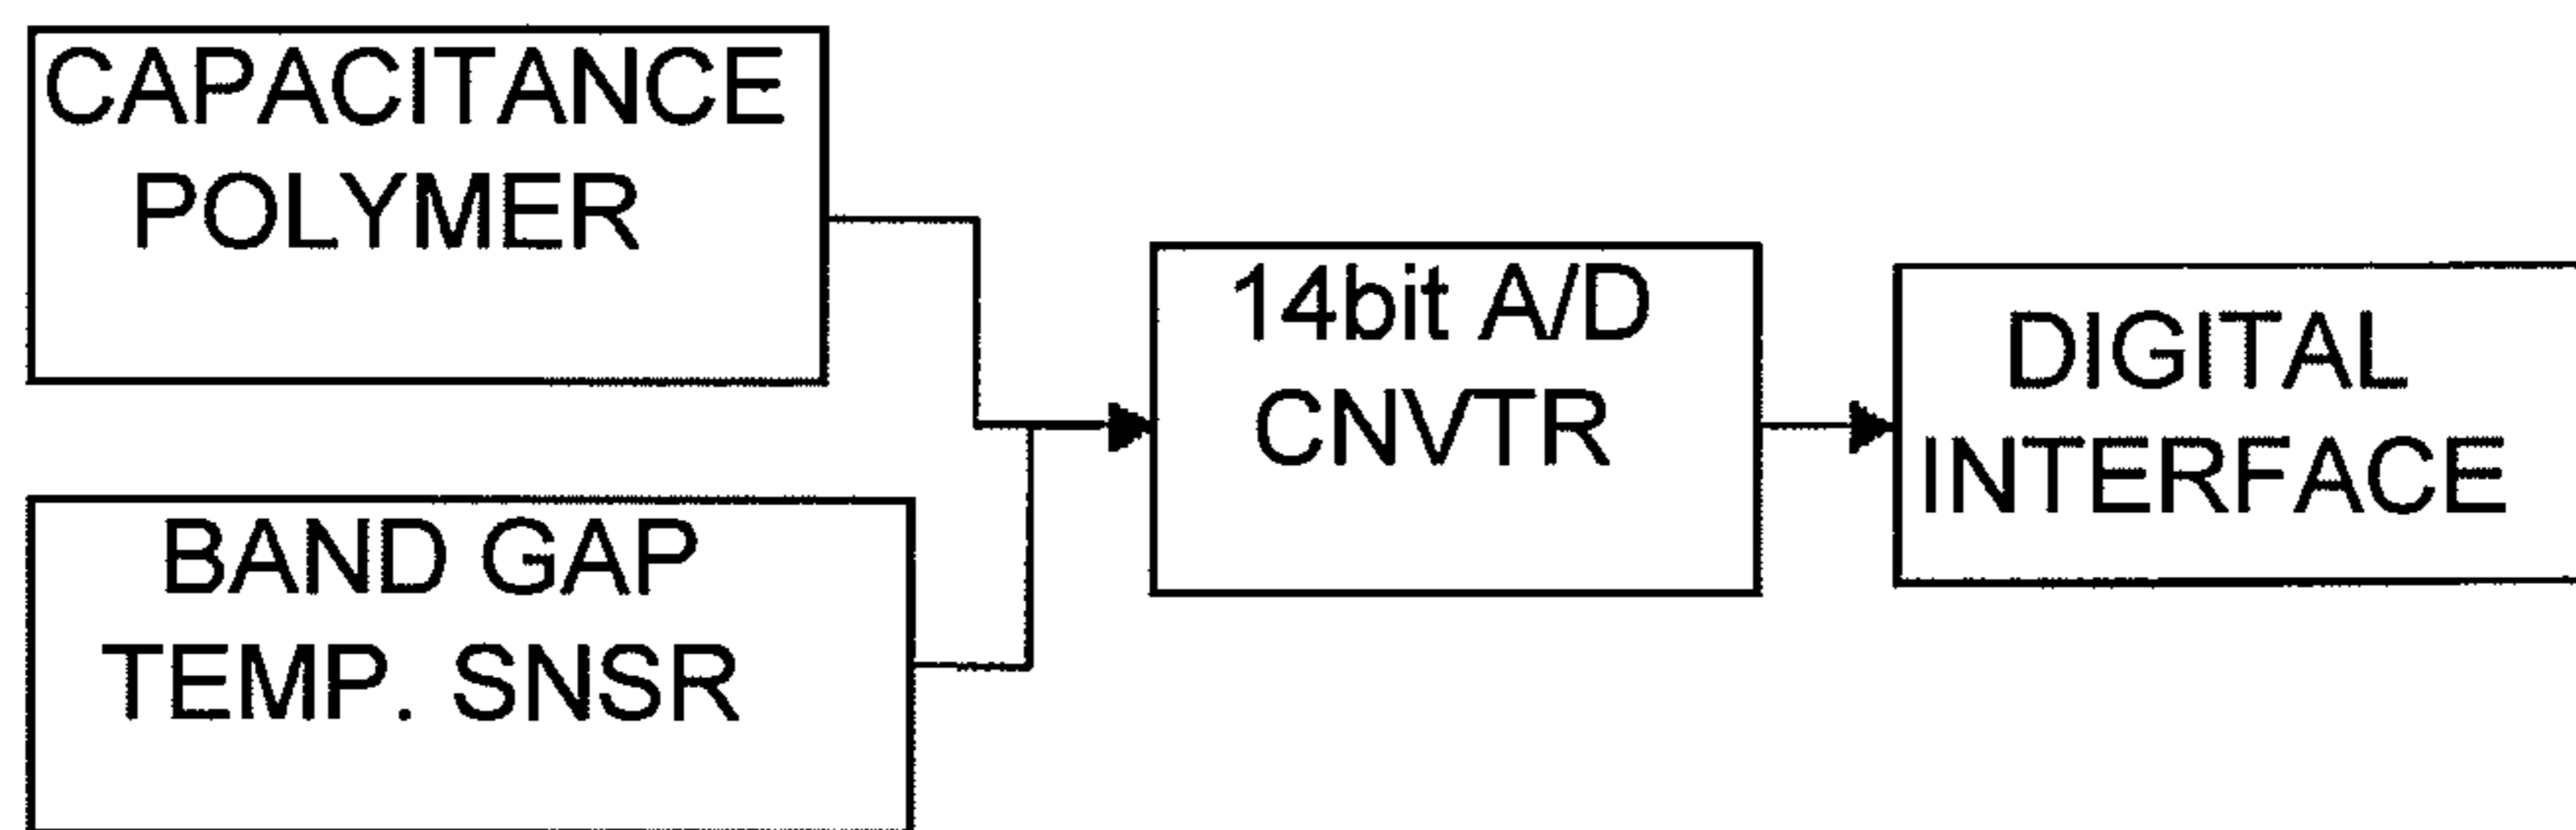 CAPACITANCE
POLYMER
BAND GAP
TEMP. SNSR
14bit A/D
CNVTR
DIGITAL
INTERFACE